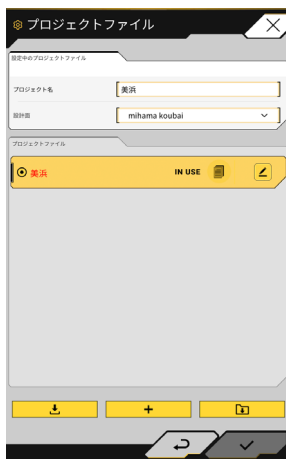 プロジェクトファイル
設定中のプロジェクトファイル
プロジェクト名 美浜
設計面 mihama koubai
プロジェクトファイル
美浜 IN USE